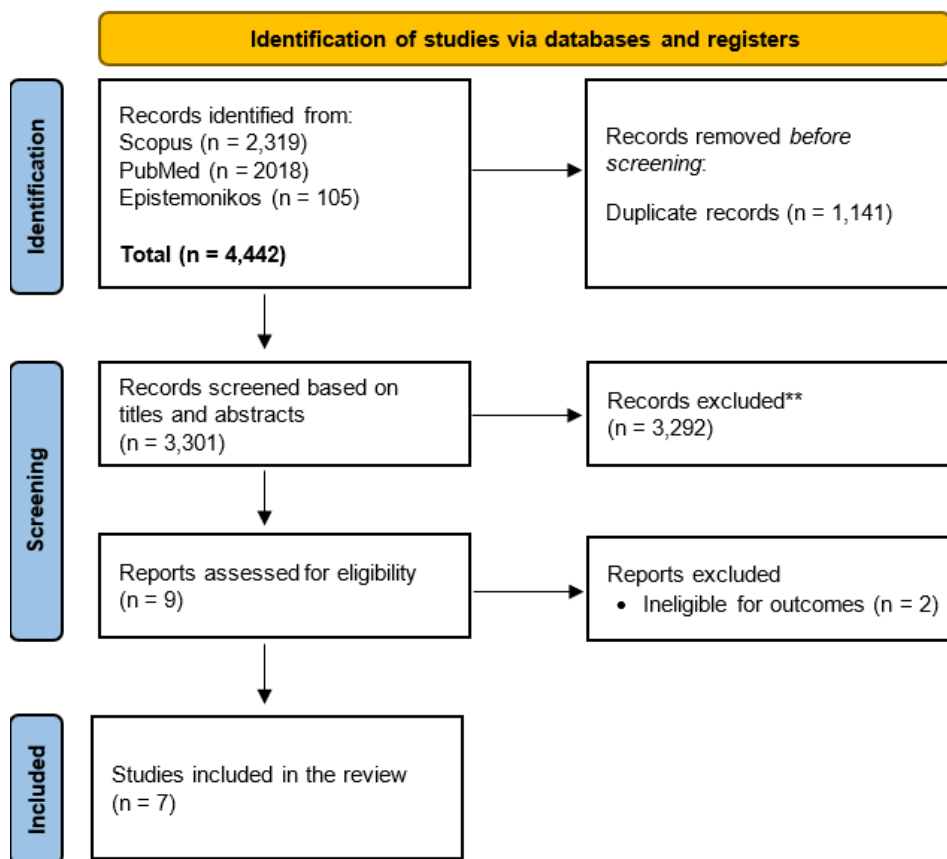 Identification of studies via databases and registers
Identification
Records identified from:
Scopus (n = 2,319)
PubMed (n = 2018)
Epistemonikos (n = 105)
Total (n = 4,442)
Records removed before
screening:
Duplicate records (n = 1,141)
Screening
Records screened based on
titles and abstracts
(n = 3,301)
Records excluded**
(n = 3,292)
Reports assessed for eligibility
(n = 9)
Reports excluded
• Ineligible for outcomes (n = 2)
Included
Studies included in the review
(n = 7)